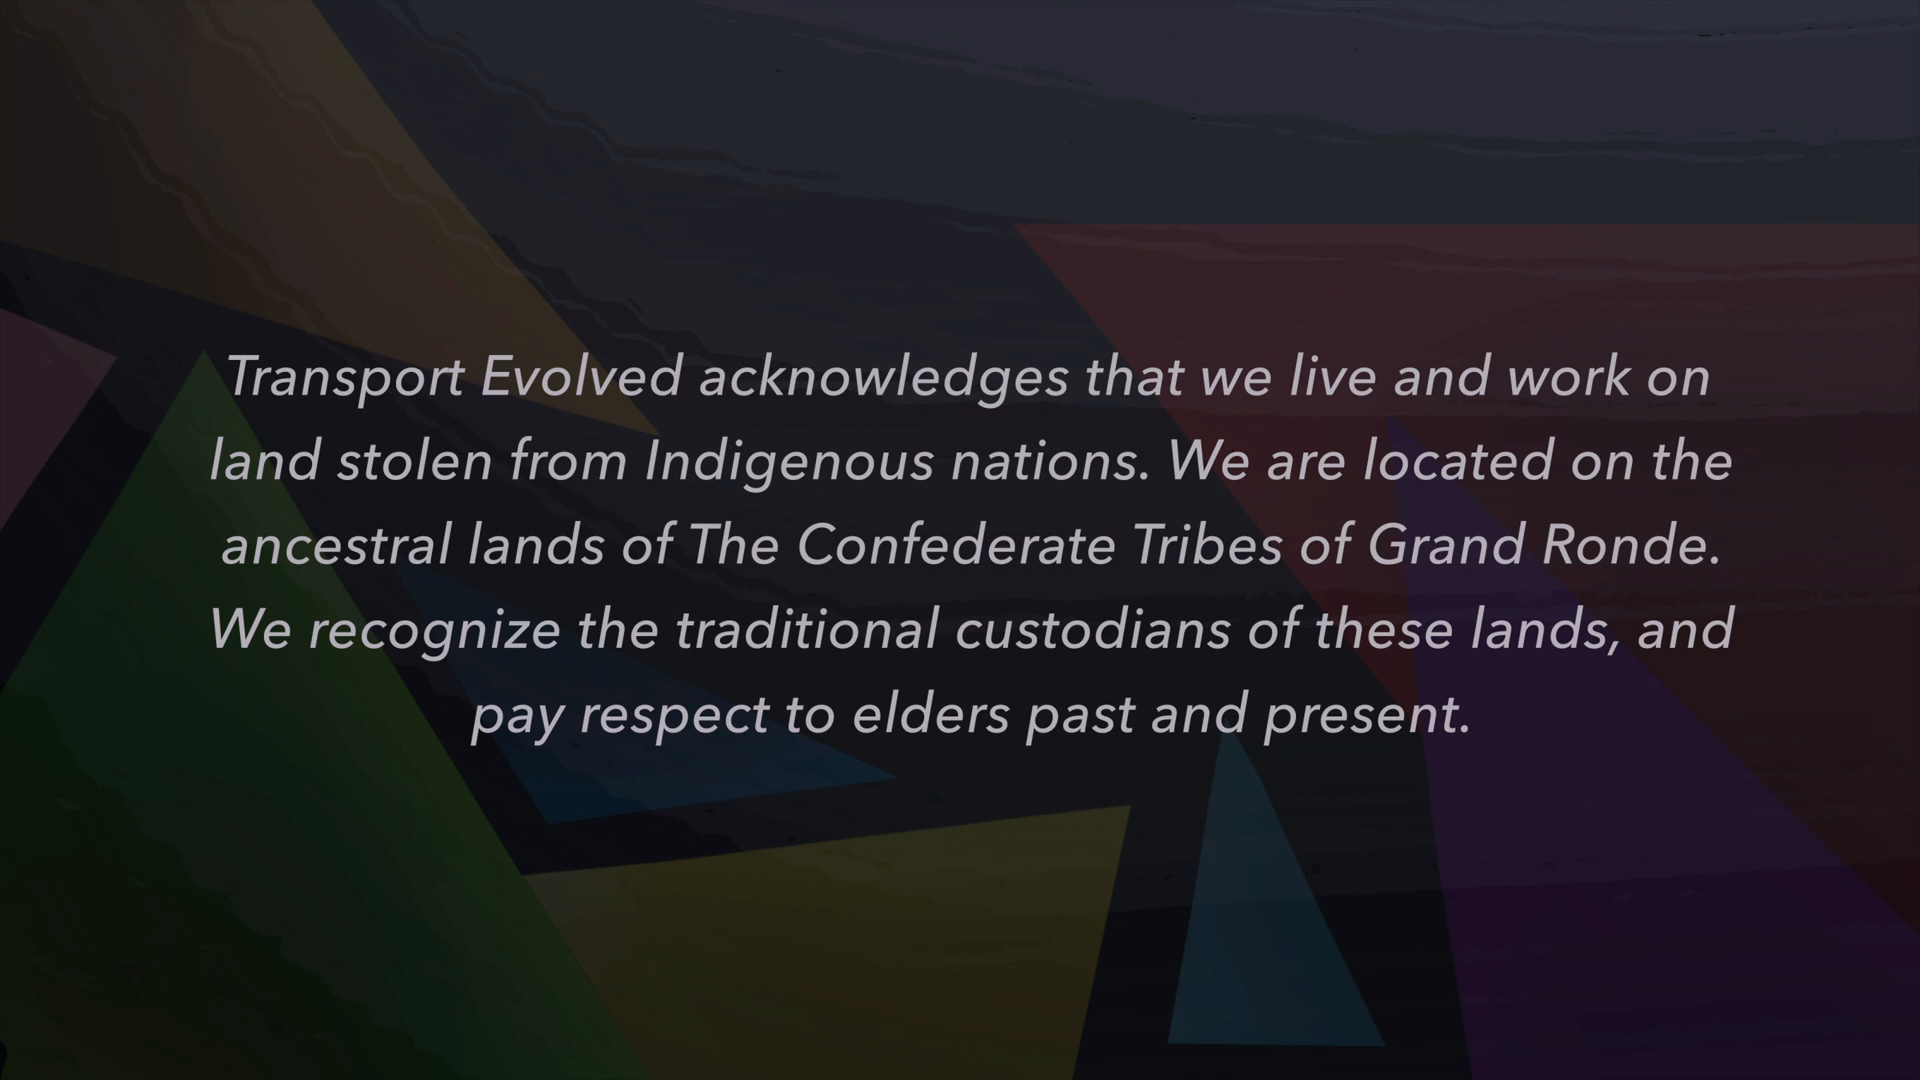 Transport Evolved acknowledges that we live and work on
land stolen from Indigenous nations. We are located on the
ancestral lands of The Confederate Tribes of Grand Ronde.
We recognize the traditional custodians of these lands, and
pay respect to elders past and present.